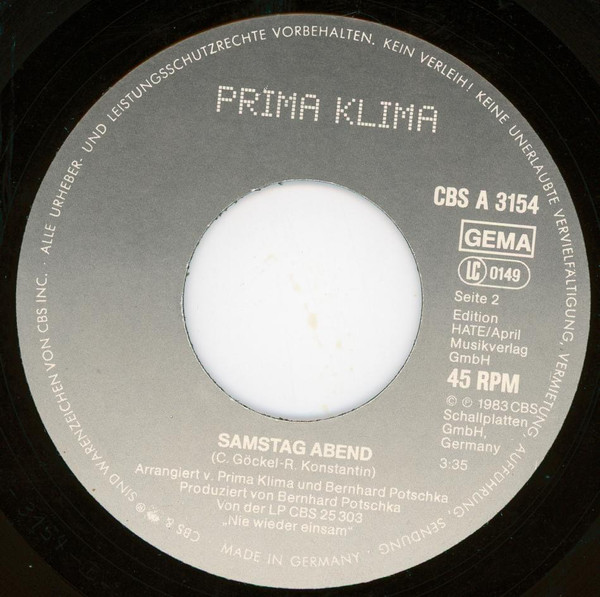 PRIMA KLIMA
CBS A 3154
GEMA
LC 0149
Seite 2
Edition
HATE/April
Musikverlag
GmbH
45 RPM
© ℗ 1983 CBS
Schallplatten
GmbH,
Germany
3:35
SAMSTAG ABEND
(C. Göckel-R. Konstantin)
Arrangiert v. Prima Klima und Bernhard Potschka
Produziert von Bernhard Potschka
Von der LP CBS 25 303
„Nie wieder einsam“
CBS & ® SIND WARENZEICHEN VON CBS INC. · ALLE URHEBER- UND LEISTUNGSSCHUTZRECHTE VORBEHALTEN. KEIN VERLEIH! KEINE UNERLAUBTE VERVIELFÄLTIGUNG, VERMIETUNG, AUFFÜHRUNG, SENDUNG
MADE IN GERMANY